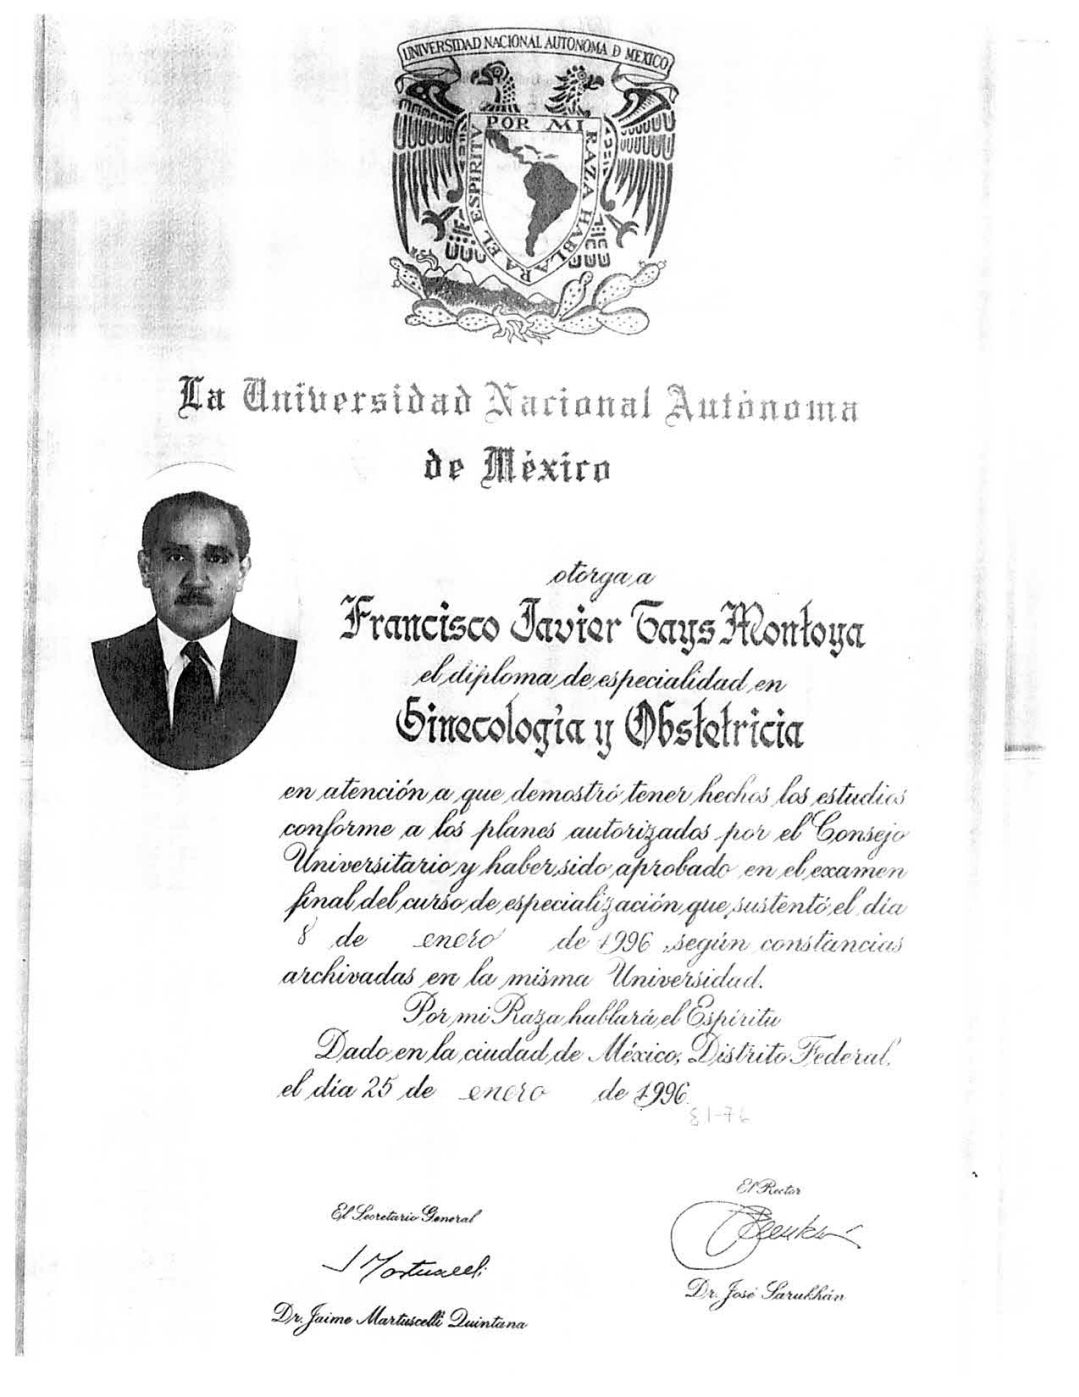 UNIVERSIDAD NACIONAL AUTONOMA D MEXICO
POR MI RAZA HABLARA EL ESPIRITU
La Universidad Nacional Autónoma
de México
otorga a
Francisco Javier Tays Montoya
el diploma de especialidad en
Ginecología y Obstetricia
en atención a que demostró tener hechos los estudios
conforme a los planes autorizados por el Consejo
Universitario y haber sido aprobado en el examen
final del curso de especialización que sustentó el día
8 de enero de 1996 según constancias
archivadas en la misma Universidad.
Por mi Raza hablará el Espíritu
Dado en la ciudad de México, Distrito Federal,
el día 25 de enero de 1996.
81-76
El Rector
El Secretario General
Dr. José Sarukhán
Dr. Jaime Martuscelli Quintana